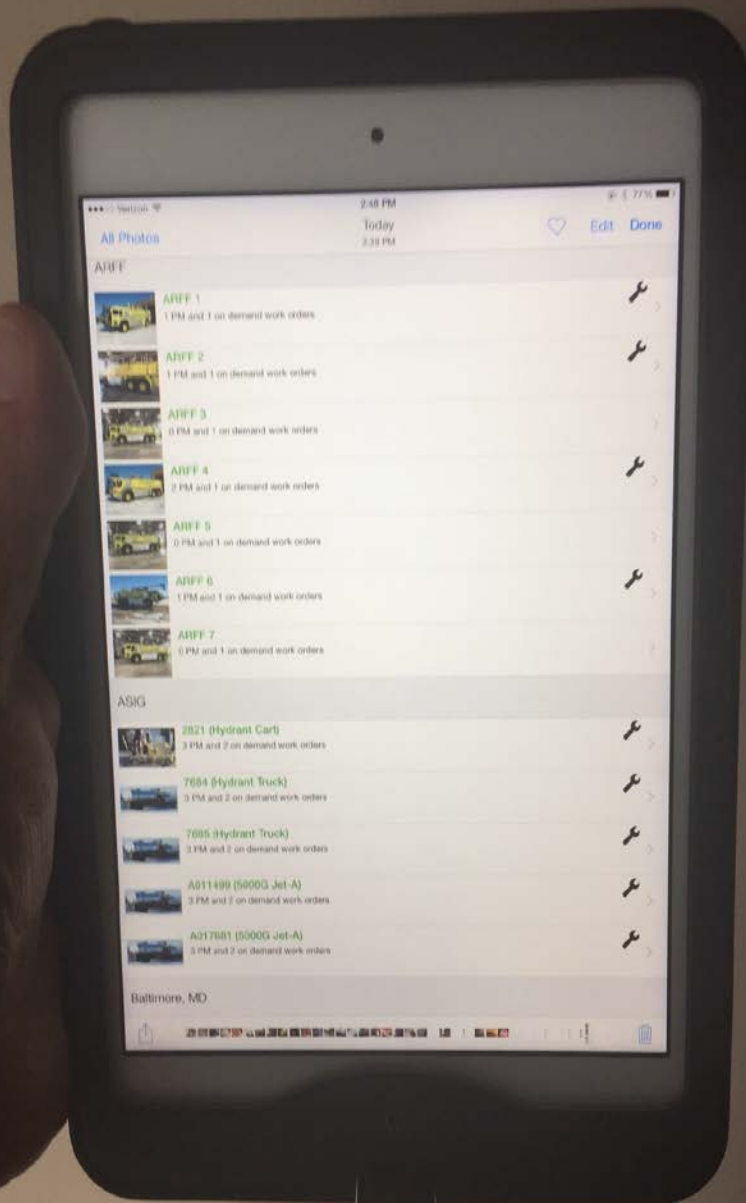 Verizon
2:48 PM
77%
All Photos
Today
2:39 PM
Edit
Done
ARFF
ARFF 1
1 PM and 1 on demand work orders
ARFF 2
1 PM and 1 on demand work orders
ARFF 3
0 PM and 1 on demand work orders
ARFF 4
2 PM and 1 on demand work orders
ARFF 5
0 PM and 1 on demand work orders
ARFF 6
1 PM and 1 on demand work orders
ARFF 7
0 PM and 1 on demand work orders
ASIG
2821 (Hydrant Cart)
3 PM and 2 on demand work orders
7684 (Hydrant Truck)
3 PM and 2 on demand work orders
7685 (Hydrant Truck)
3 PM and 2 on demand work orders
A011499 (5000G Jet-A)
3 PM and 2 on demand work orders
A017681 (5000G Jet-A)
3 PM and 2 on demand work orders
Baltimore, MD